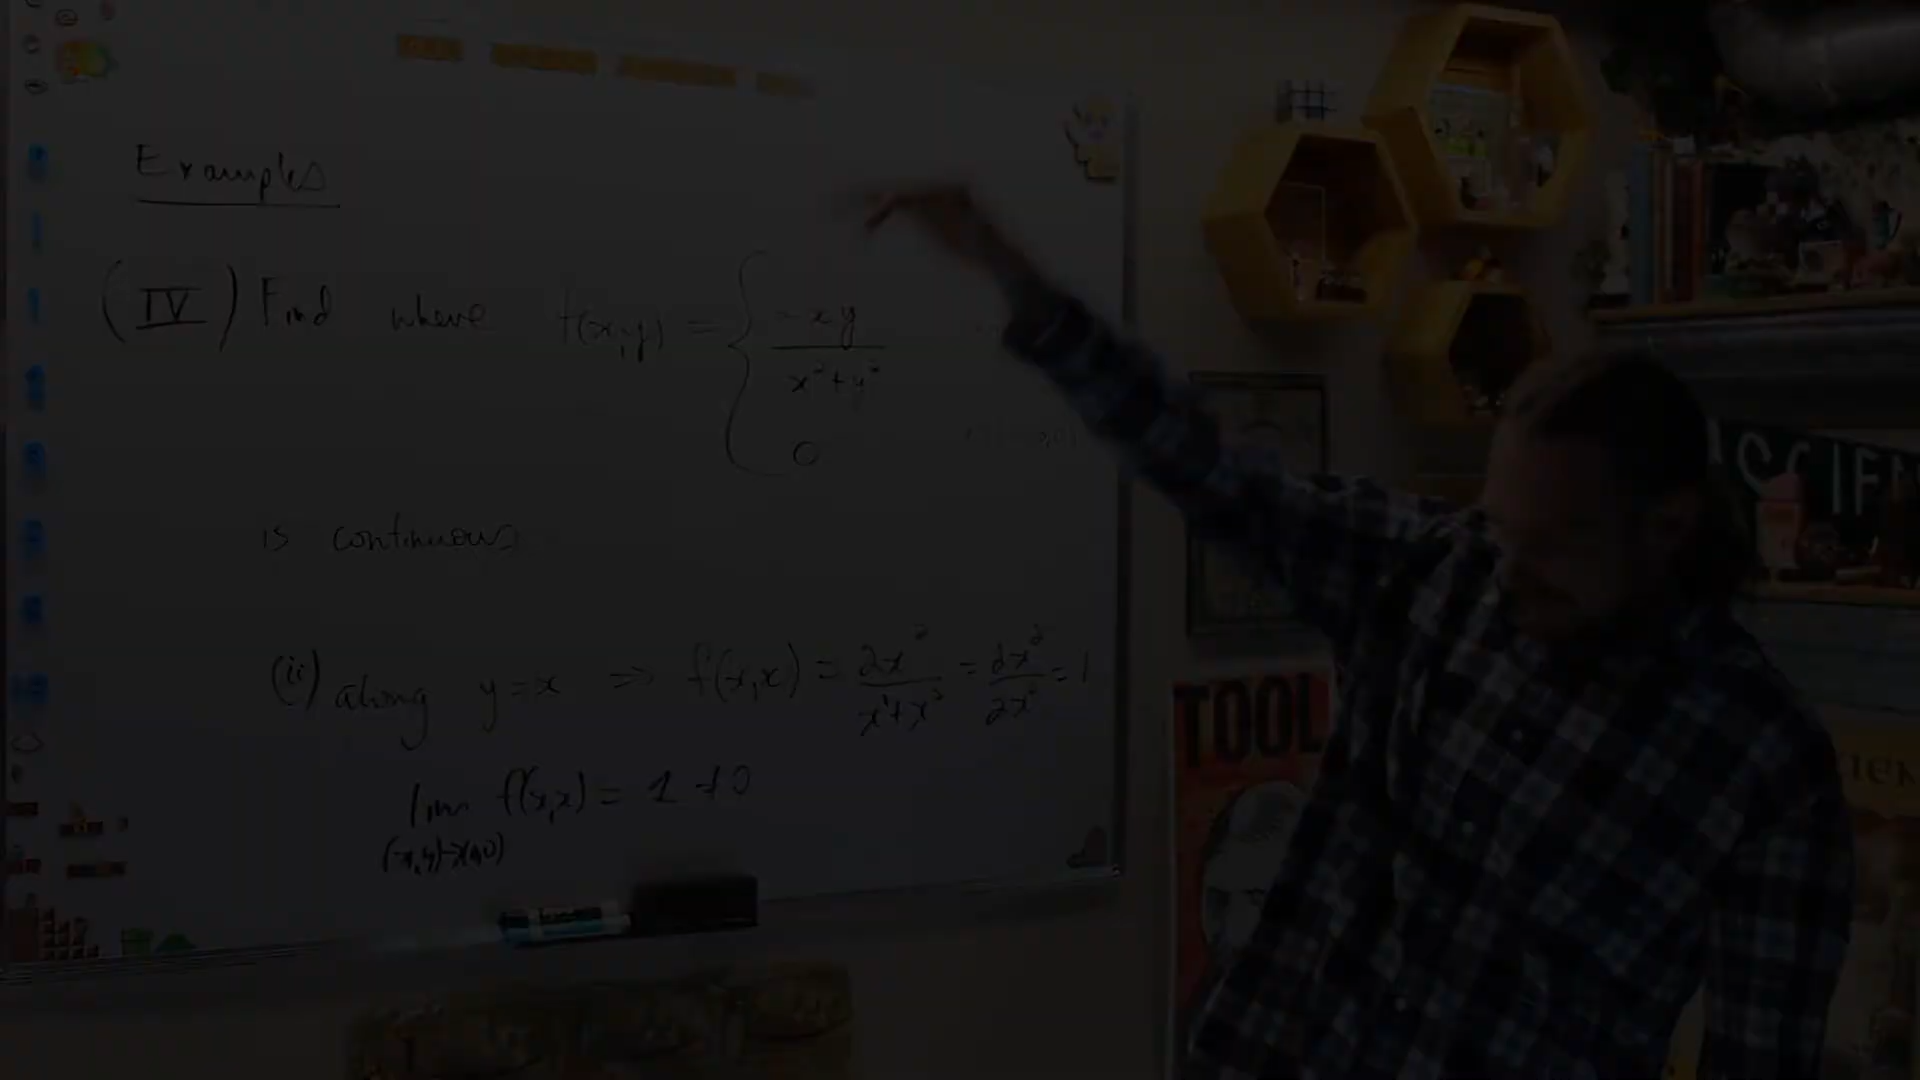 Examples
(IV) Find where f(x,y) = { xy / x²+y²
0
is continuous
(ii) along y=x => f(x,x) = 2x² / x²+x² = 2x² / 2x² = 1
lim f(x,x) = 1 ≠ 0
(x,y)→(0,0)
TOOL